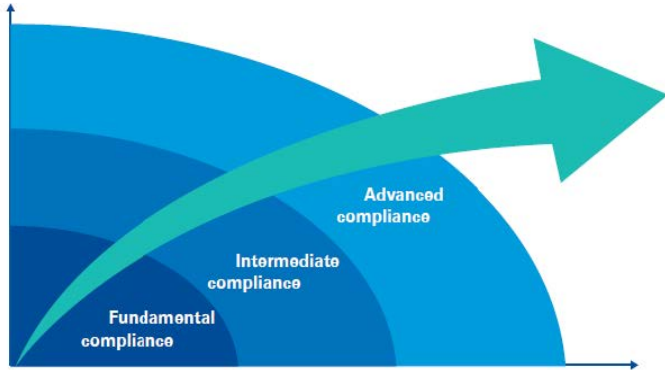 Advanced
compliance
Intermediate
compliance
Fundamental
compliance